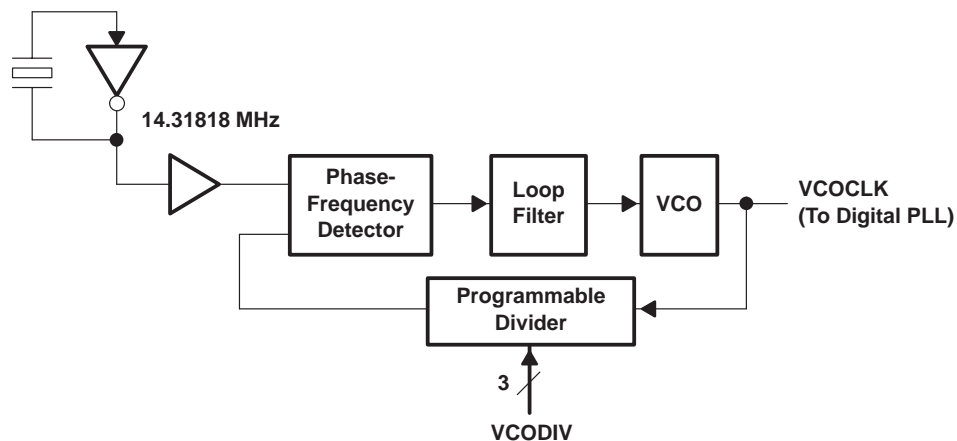 14.31818 MHz
Phase-
Frequency
Detector
Loop
Filter
VCO
VCOCLK
(To Digital PLL)
Programmable
Divider
3
VCODIV